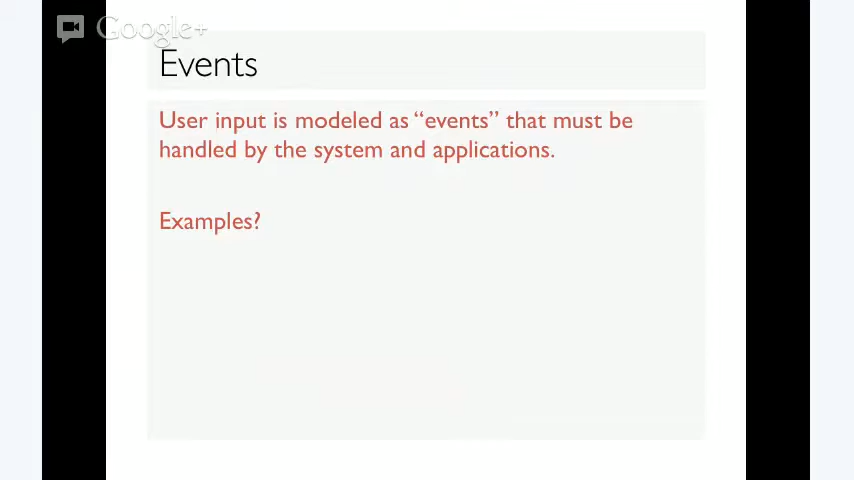 Google+
Events
User input is modeled as “events” that must be
handled by the system and applications.
Examples?